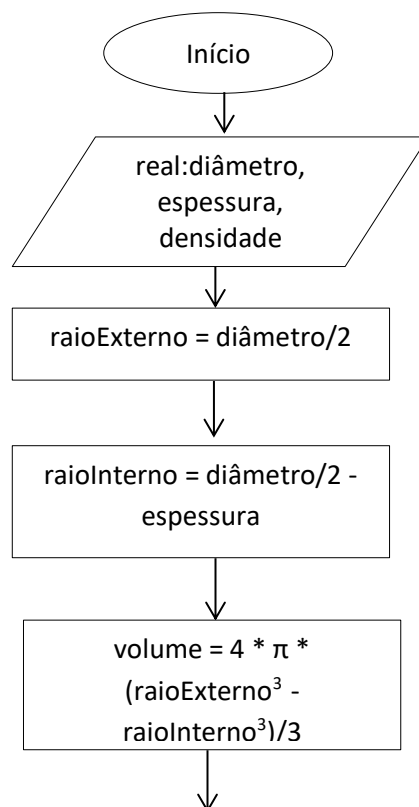 Início
real:diâmetro,
espessura,
densidade
raioExterno = diâmetro/2
raioInterno = diâmetro/2 -
espessura
volume = 4 * π *
(raioExterno³ -
raioInterno³)/3